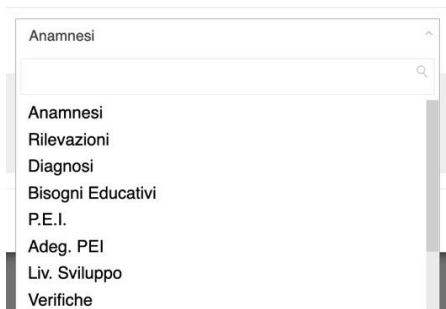 Anamnesi
Anamnesi
Rilevazioni
Diagnosi
Bisogni Educativi
P.E.I.
Adeg. PEI
Liv. Sviluppo
Verifiche